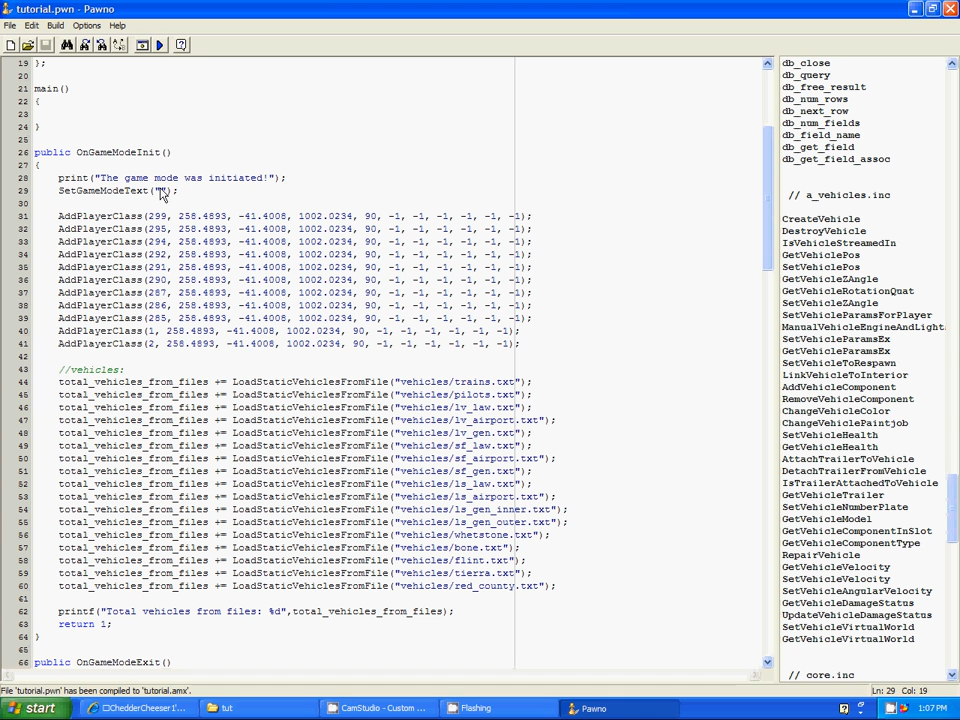 tutorial.pwn - Pawno
File Edit Build Options Help
19 };
20
21 main()
22 {
23
24 }
25
26 public OnGameModeInit()
27 {
28 print("The game mode was initiated!");
29 SetGameModeText("");
30
31 AddPlayerClass(299, 258.4893, -41.4008, 1002.0234, 90, -1, -1, -1, -1, -1, -1);
32 AddPlayerClass(295, 258.4893, -41.4008, 1002.0234, 90, -1, -1, -1, -1, -1, -1);
33 AddPlayerClass(294, 258.4893, -41.4008, 1002.0234, 90, -1, -1, -1, -1, -1, -1);
34 AddPlayerClass(292, 258.4893, -41.4008, 1002.0234, 90, -1, -1, -1, -1, -1, -1);
35 AddPlayerClass(291, 258.4893, -41.4008, 1002.0234, 90, -1, -1, -1, -1, -1, -1);
36 AddPlayerClass(290, 258.4893, -41.4008, 1002.0234, 90, -1, -1, -1, -1, -1, -1);
37 AddPlayerClass(287, 258.4893, -41.4008, 1002.0234, 90, -1, -1, -1, -1, -1, -1);
38 AddPlayerClass(286, 258.4893, -41.4008, 1002.0234, 90, -1, -1, -1, -1, -1, -1);
39 AddPlayerClass(285, 258.4893, -41.4008, 1002.0234, 90, -1, -1, -1, -1, -1, -1);
40 AddPlayerClass(1, 258.4893, -41.4008, 1002.0234, 90, -1, -1, -1, -1, -1, -1);
41 AddPlayerClass(2, 258.4893, -41.4008, 1002.0234, 90, -1, -1, -1, -1, -1, -1);
42
43 //vehicles:
44 total_vehicles_from_files += LoadStaticVehiclesFromFile("vehicles/trains.txt");
45 total_vehicles_from_files += LoadStaticVehiclesFromFile("vehicles/pilots.txt");
46 total_vehicles_from_files += LoadStaticVehiclesFromFile("vehicles/lv_law.txt");
47 total_vehicles_from_files += LoadStaticVehiclesFromFile("vehicles/lv_airport.txt");
48 total_vehicles_from_files += LoadStaticVehiclesFromFile("vehicles/lv_gen.txt");
49 total_vehicles_from_files += LoadStaticVehiclesFromFile("vehicles/sf_law.txt");
50 total_vehicles_from_files += LoadStaticVehiclesFromFile("vehicles/sf_airport.txt");
51 total_vehicles_from_files += LoadStaticVehiclesFromFile("vehicles/sf_gen.txt");
52 total_vehicles_from_files += LoadStaticVehiclesFromFile("vehicles/ls_law.txt");
53 total_vehicles_from_files += LoadStaticVehiclesFromFile("vehicles/ls_airport.txt");
54 total_vehicles_from_files += LoadStaticVehiclesFromFile("vehicles/ls_gen_inner.txt");
55 total_vehicles_from_files += LoadStaticVehiclesFromFile("vehicles/ls_gen_outer.txt");
56 total_vehicles_from_files += LoadStaticVehiclesFromFile("vehicles/whetstone.txt");
57 total_vehicles_from_files += LoadStaticVehiclesFromFile("vehicles/bone.txt");
58 total_vehicles_from_files += LoadStaticVehiclesFromFile("vehicles/flint.txt");
59 total_vehicles_from_files += LoadStaticVehiclesFromFile("vehicles/tierra.txt");
60 total_vehicles_from_files += LoadStaticVehiclesFromFile("vehicles/red_county.txt");
61
62 printf("Total vehicles from files: %d",total_vehicles_from_files);
63 return 1;
64 }
65
66 public OnGameModeExit()
db_close
db_query
db_free_result
db_num_rows
db_next_row
db_num_fields
db_field_name
db_get_field
db_get_field_assoc
// a_vehicles.inc
CreateVehicle
DestroyVehicle
IsVehicleStreamedIn
GetVehiclePos
SetVehiclePos
GetVehicleZAngle
GetVehicleRotationQuat
SetVehicleZAngle
SetVehicleParamsForPlayer
ManualVehicleEngineAndLight
SetVehicleParamsEx
GetVehicleParamsEx
SetVehicleToRespawn
LinkVehicleToInterior
AddVehicleComponent
RemoveVehicleComponent
ChangeVehicleColor
ChangeVehiclePaintjob
SetVehicleHealth
GetVehicleHealth
AttachTrailerToVehicle
DetachTrailerFromVehicle
IsTrailerAttachedToVehicle
GetVehicleTrailer
SetVehicleNumberPlate
GetVehicleModel
GetVehicleComponentInSlot
GetVehicleComponentType
RepairVehicle
GetVehicleVelocity
SetVehicleVelocity
SetVehicleAngularVelocity
GetVehicleDamageStatus
UpdateVehicleDamageStatus
SetVehicleVirtualWorld
GetVehicleVirtualWorld
// core.inc
File 'tutorial.pwn' has been compiled to 'tutorial.amx'. Ln: 29 Col: 19
start ChedderCheeser1'... tut CamStudio - Custom ... Flashing Pawno 1:07 PM